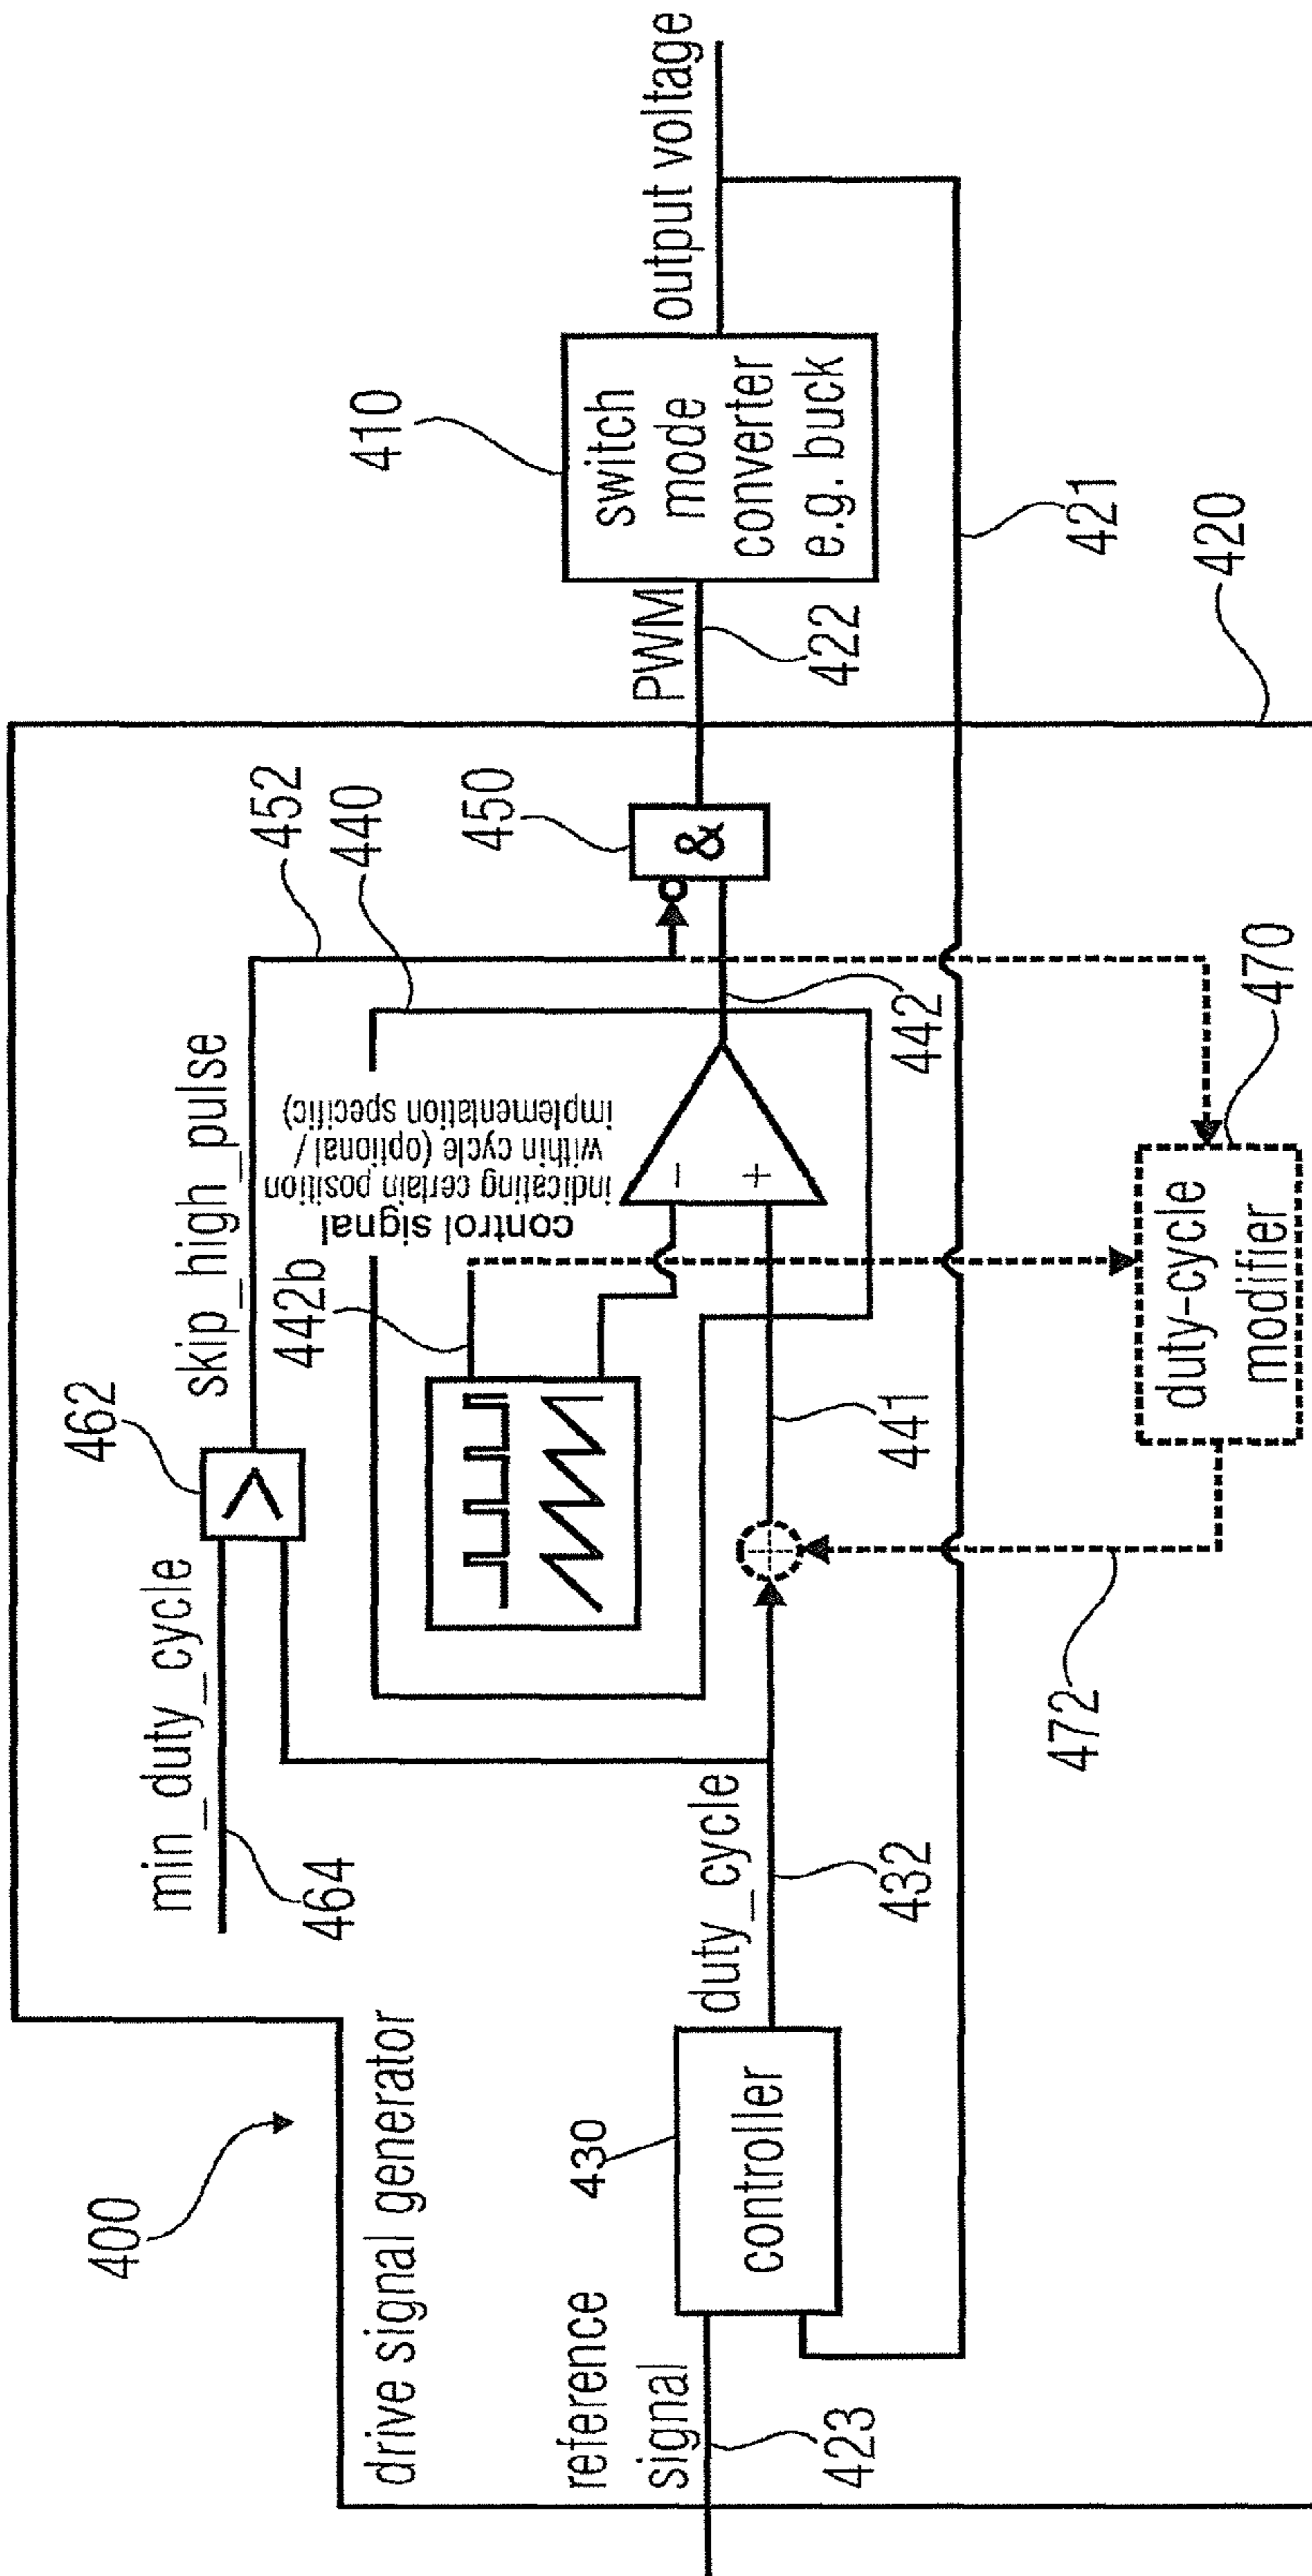 400
drive signal generator
reference
signal
423
430
controller
duty_cycle
432
min_duty_cycle
464
462
>
skip_high_pulse
442b
control signal
indicating certain position
within cycle (optional/
implementation specific)
−
+
441
442
452
440
450
&
472
duty-cycle
modifier
470
PWM
422
410
switch
mode
converter
e.g. buck
output voltage
421
420